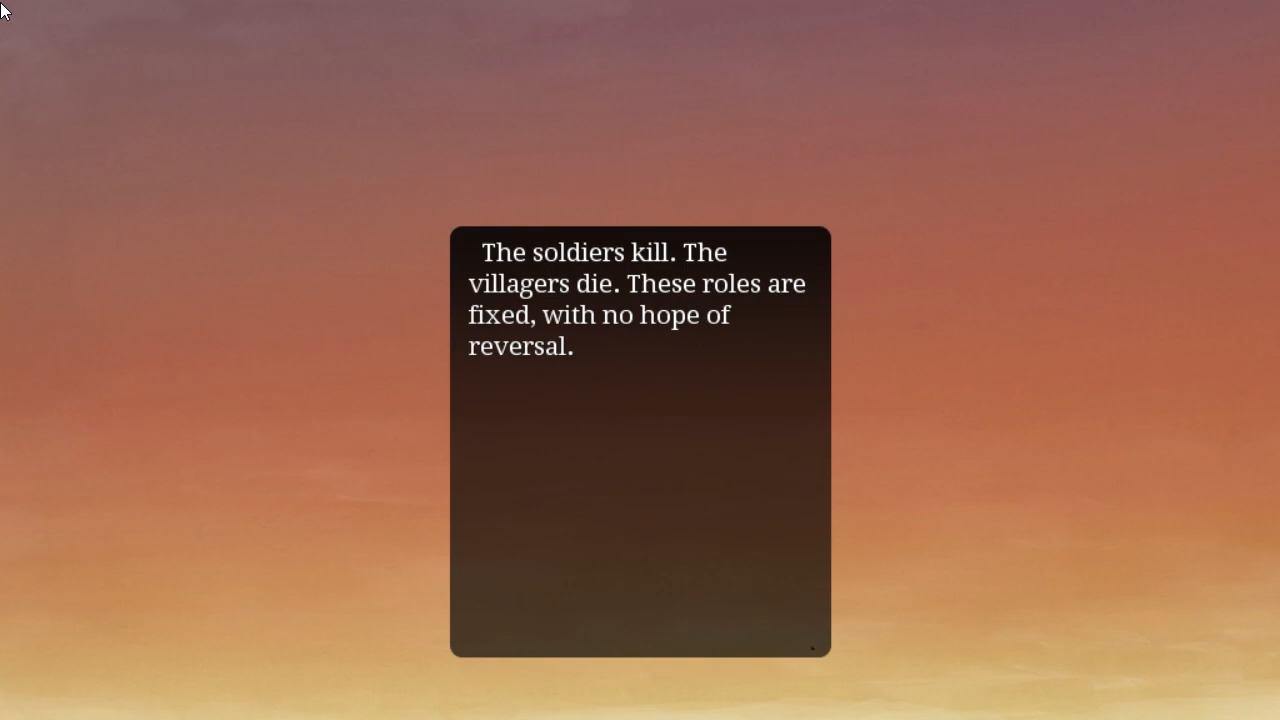 The soldiers kill. The
villagers die. These roles are
fixed, with no hope of
reversal.